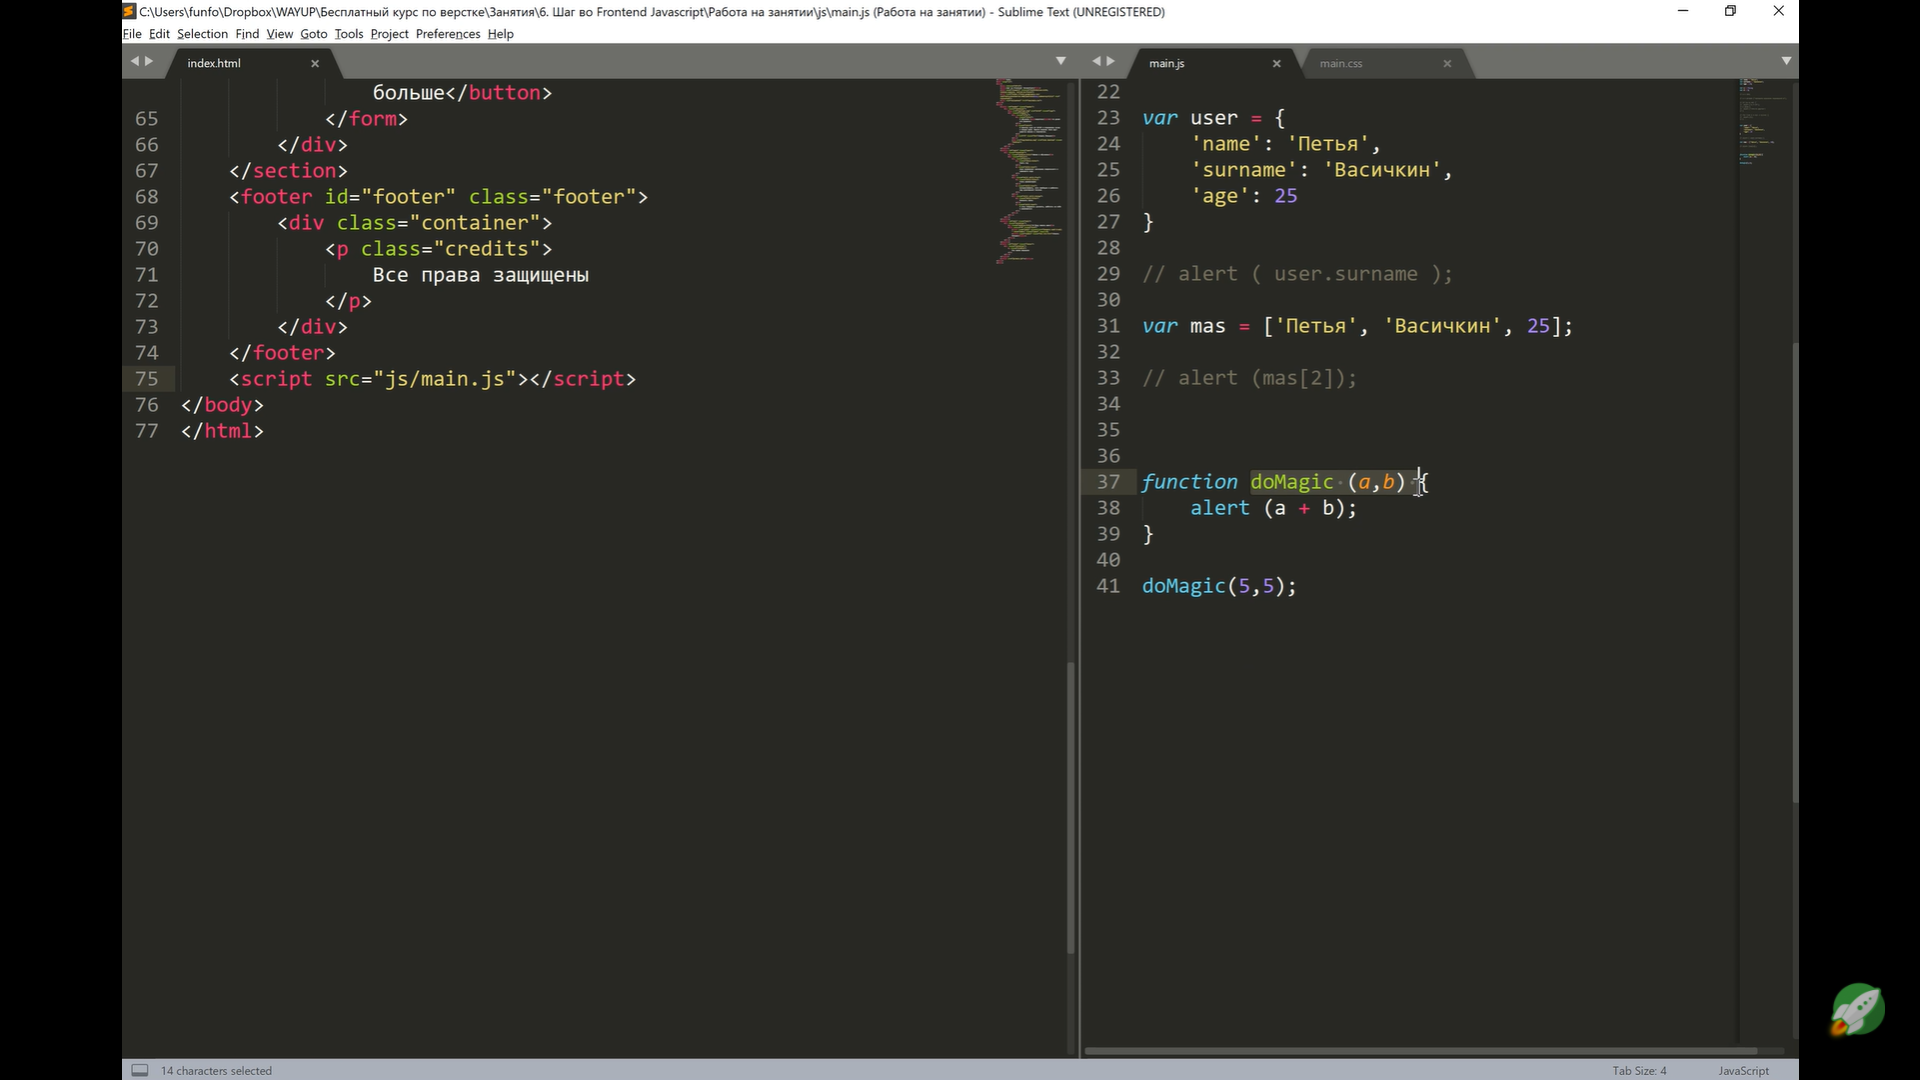 C:\Users\funfo\Dropbox\WAYUP\Бесплатный курс по верстке\Занятия\6. Шаг во Frontend Javascript\Работа на занятии\js\main.js (Работа на занятии) - Sublime Text (UNREGISTERED)
File Edit Selection Find View Goto Tools Project Preferences Help
index.html
больше</button>
65 </form>
66 </div>
67 </section>
68 <footer id="footer" class="footer">
69 <div class="container">
70 <p class="credits">
71 Все права защищены
72 </p>
73 </div>
74 </footer>
75 <script src="js/main.js"></script>
76 </body>
77 </html>
main.js main.css
22
23 var user = {
24 'name': 'Петья',
25 'surname': 'Васичкин',
26 'age': 25
27 }
28
29 // alert ( user.surname );
30
31 var mas = ['Петья', 'Васичкин', 25];
32
33 // alert (mas[2]);
34
35
36
37 function doMagic (a,b) {
38 alert (a + b);
39 }
40
41 doMagic(5,5);
14 characters selected
Tab Size: 4 JavaScript